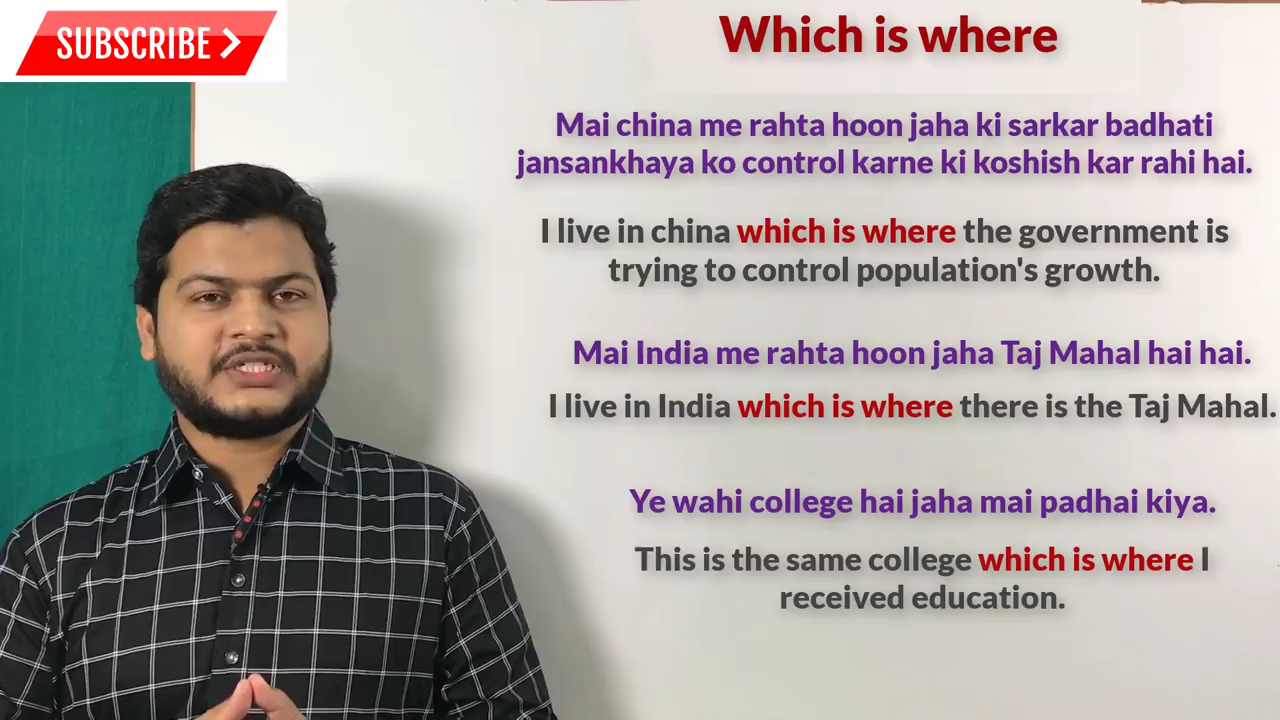 SUBSCRIBE
Which is where
Mai china me rahta hoon jaha ki sarkar badhati
jansankhaya ko control karne ki koshish kar rahi hai.
I live in china which is where the government is
trying to control population's growth.
Mai India me rahta hoon jaha Taj Mahal hai hai.
I live in India which is where there is the Taj Mahal.
Ye wahi college hai jaha mai padhai kiya.
This is the same college which is where I
received education.